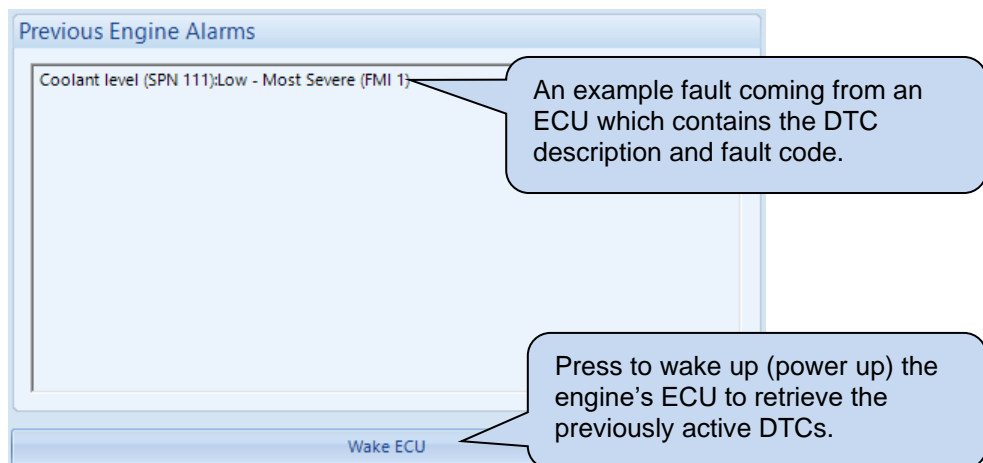 Previous Engine Alarms
Coolant level (SPN 111):Low - Most Severe (FMI 1)
An example fault coming from an
ECU which contains the DTC
description and fault code.
Press to wake up (power up) the
engine's ECU to retrieve the
previously active DTCs.
Wake ECU